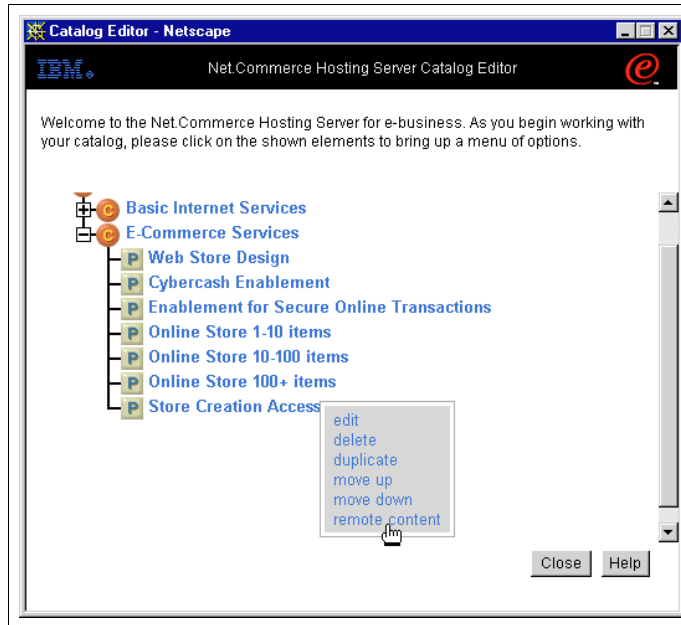 Catalog Editor - Netscape
IBM.
Net.Commerce Hosting Server Catalog Editor
e
Welcome to the Net.Commerce Hosting Server for e-business. As you begin working with
your catalog, please click on the shown elements to bring up a menu of options.
C Basic Internet Services
C E-Commerce Services
P Web Store Design
P Cybercash Enablement
P Enablement for Secure Online Transactions
P Online Store 1-10 items
P Online Store 10-100 items
P Online Store 100+ items
P Store Creation Access
edit
delete
duplicate
move up
move down
remote content
Close Help